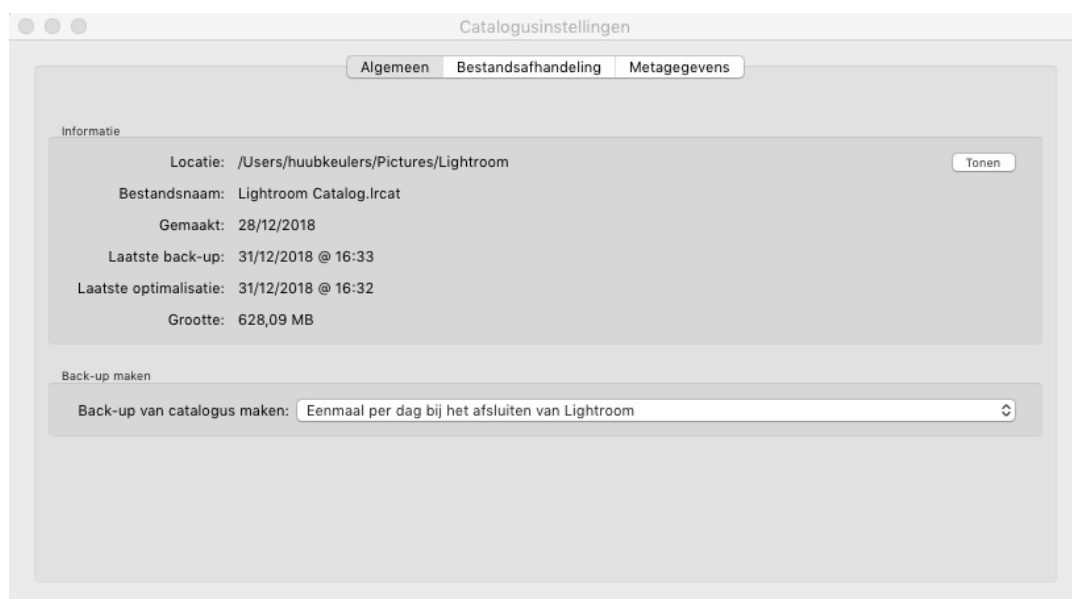 Catalogusinstellingen
Algemeen Bestandsafhandeling Metagegevens
Informatie
Locatie: /Users/huubkeulers/Pictures/Lightroom Tonen
Bestandsnaam: Lightroom Catalog.lrcat
Gemaakt: 28/12/2018
Laatste back-up: 31/12/2018 @ 16:33
Laatste optimalisatie: 31/12/2018 @ 16:32
Grootte: 628,09 MB
Back-up maken
Back-up van catalogus maken: Eenmaal per dag bij het afsluiten van Lightroom